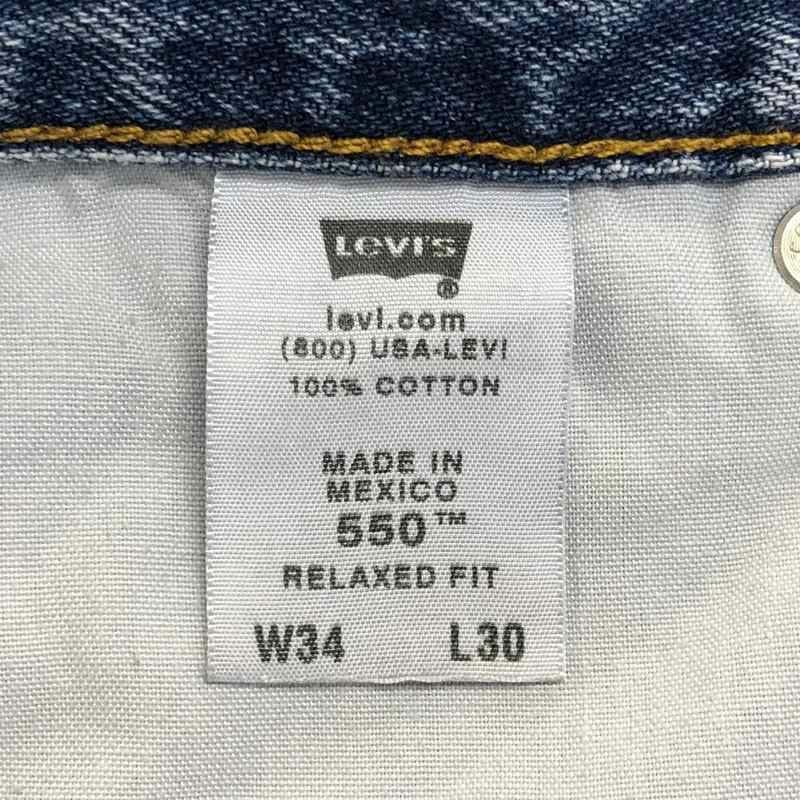 Levi's
®
levi.com
(800) USA-LEVI
100% COTTON
MADE IN
MEXICO
550™
RELAXED FIT
W34 L30